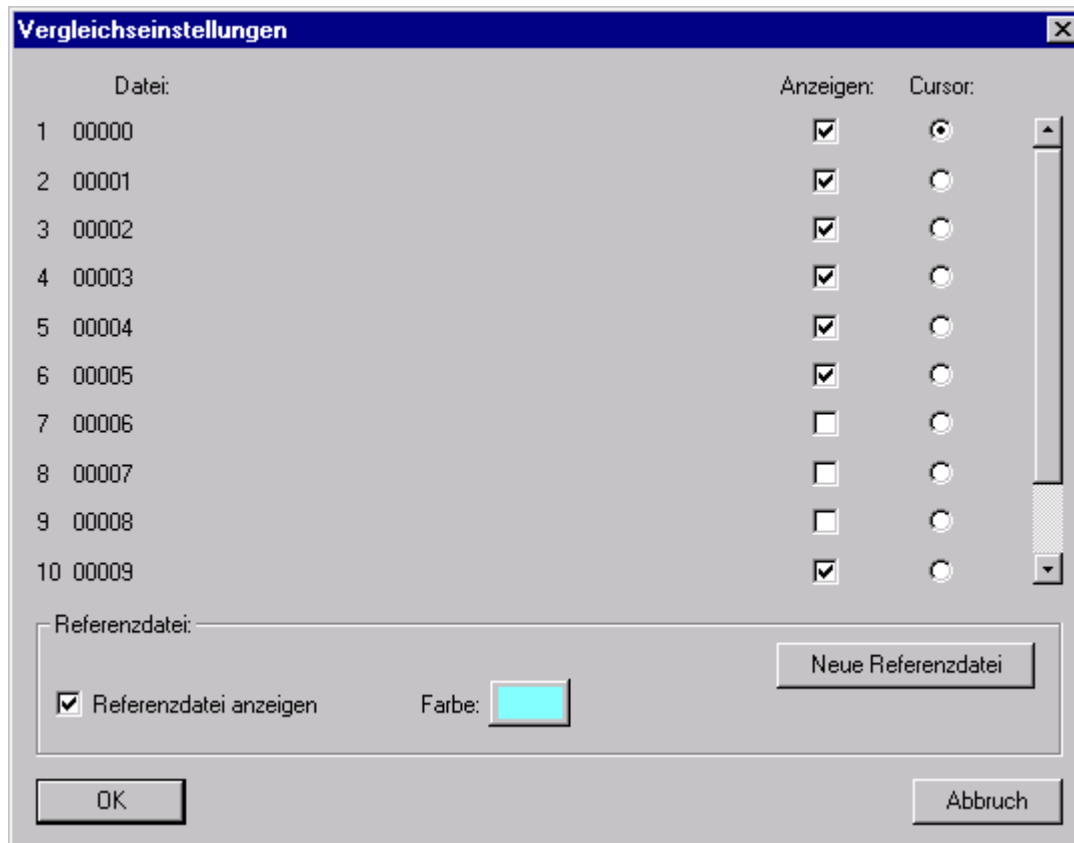 Vergleichseinstellungen
Datei: Anzeigen: Cursor:
1 00000
2 00001
3 00002
4 00003
5 00004
6 00005
7 00006
8 00007
9 00008
10 00009
Referenzdatei:
Neue Referenzdatei
Referenzdatei anzeigen Farbe:
OK Abbruch